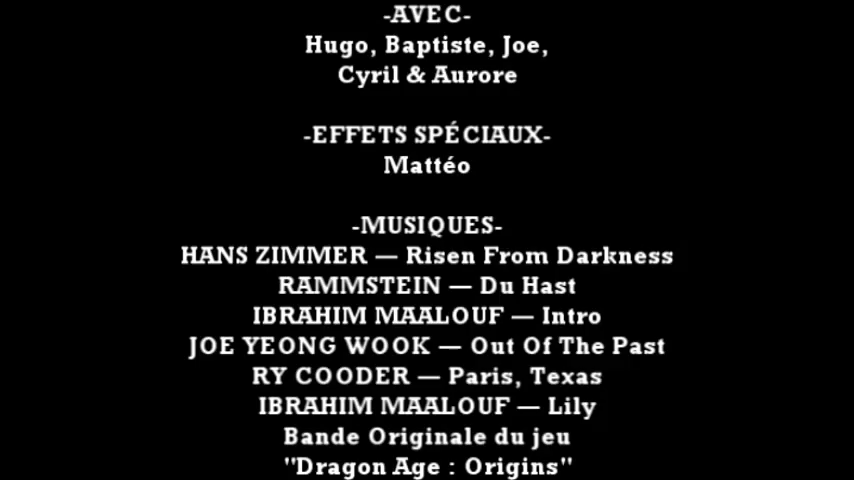 -AVEC-
Hugo, Baptiste, Joe,
Cyril & Aurore
-EFFETS SPÉCIAUX-
Mattéo
-MUSIQUES-
HANS ZIMMER — Risen From Darkness
RAMMSTEIN — Du Hast
IBRAHIM MAALOUF — Intro
JOE YEONG WOOK — Out Of The Past
RY COODER — Paris, Texas
IBRAHIM MAALOUF — Lily
Bande Originale du jeu
"Dragon Age : Origins"